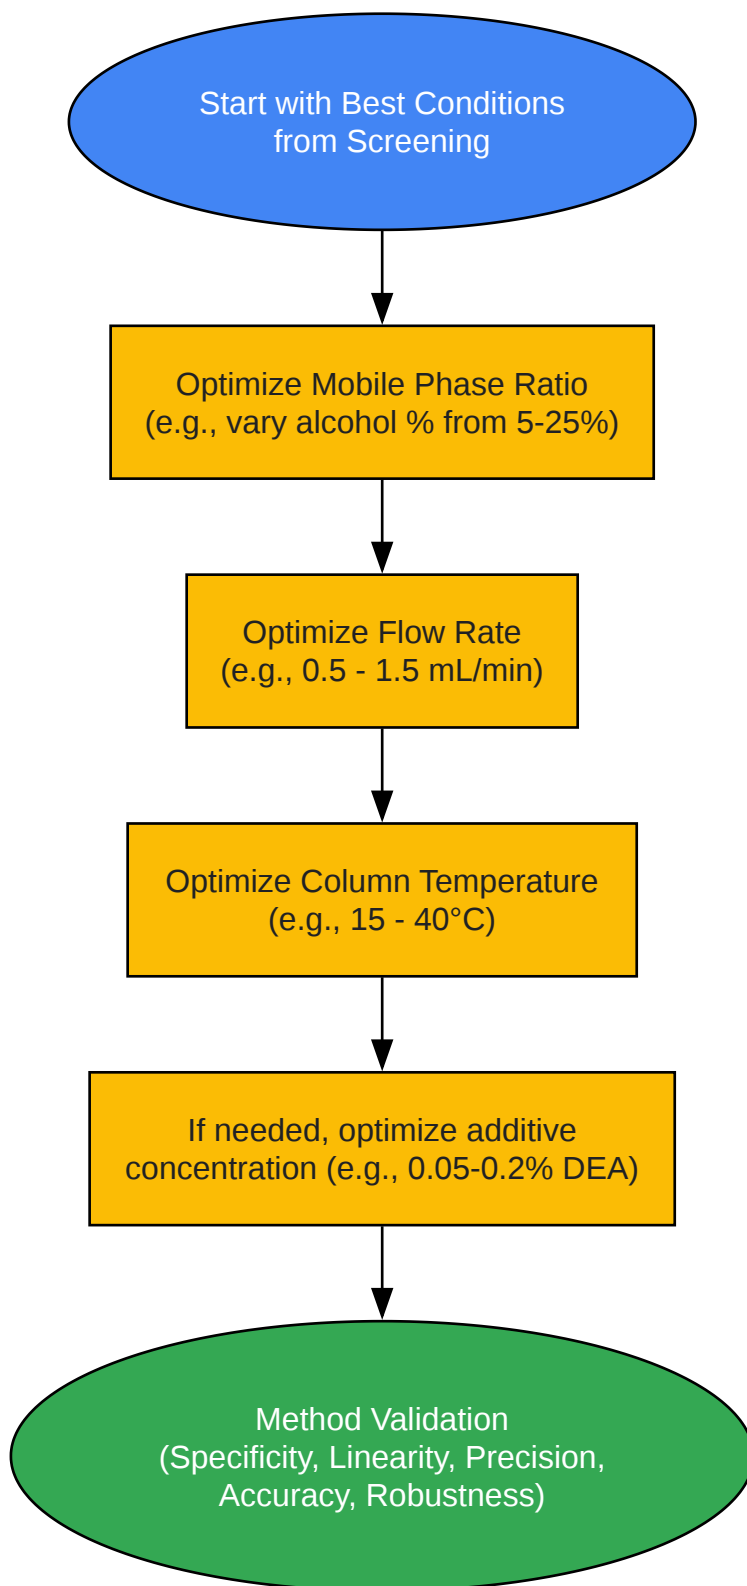 Start with Best Conditions
from Screening
Optimize Mobile Phase Ratio
(e.g., vary alcohol % from 5-25%)
Optimize Flow Rate
(e.g., 0.5 - 1.5 mL/min)
Optimize Column Temperature
(e.g., 15 - 40°C)
If needed, optimize additive
concentration (e.g., 0.05-0.2% DEA)
Method Validation
(Specificity, Linearity, Precision,
Accuracy, Robustness)